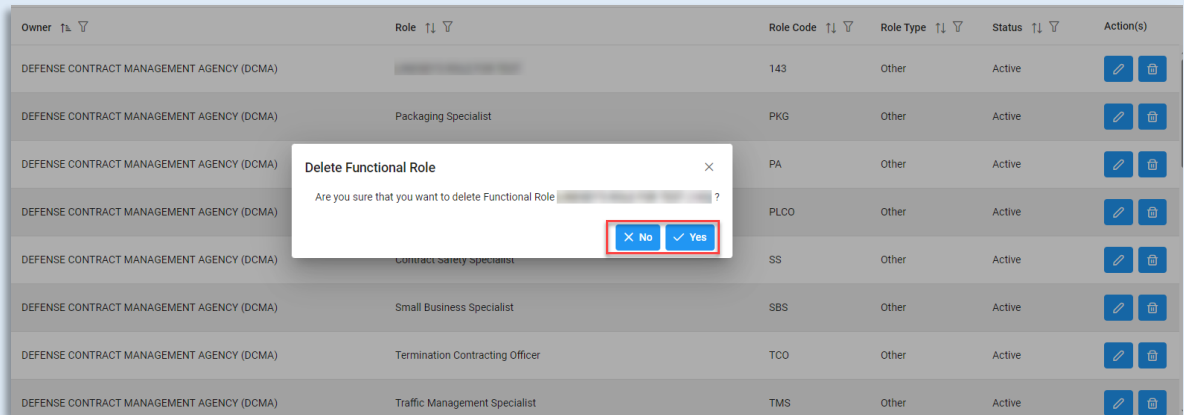 Owner Role Role Code Role Type Status Action(s)
DEFENSE CONTRACT MANAGEMENT AGENCY (DCMA) 143 Other Active
DEFENSE CONTRACT MANAGEMENT AGENCY (DCMA) Packaging Specialist PKG Other Active
DEFENSE CONTRACT MANAGEMENT AGENCY (DCMA) PA Other Active
Delete Functional Role
Are you sure that you want to delete Functional Role ?
DEFENSE CONTRACT MANAGEMENT AGENCY (DCMA) PLCO Other Active
No Yes
DEFENSE CONTRACT MANAGEMENT AGENCY (DCMA) Contract Safety Specialist SS Other Active
DEFENSE CONTRACT MANAGEMENT AGENCY (DCMA) Small Business Specialist SBS Other Active
DEFENSE CONTRACT MANAGEMENT AGENCY (DCMA) Termination Contracting Officer TCO Other Active
DEFENSE CONTRACT MANAGEMENT AGENCY (DCMA) Traffic Management Specialist TMS Other Active